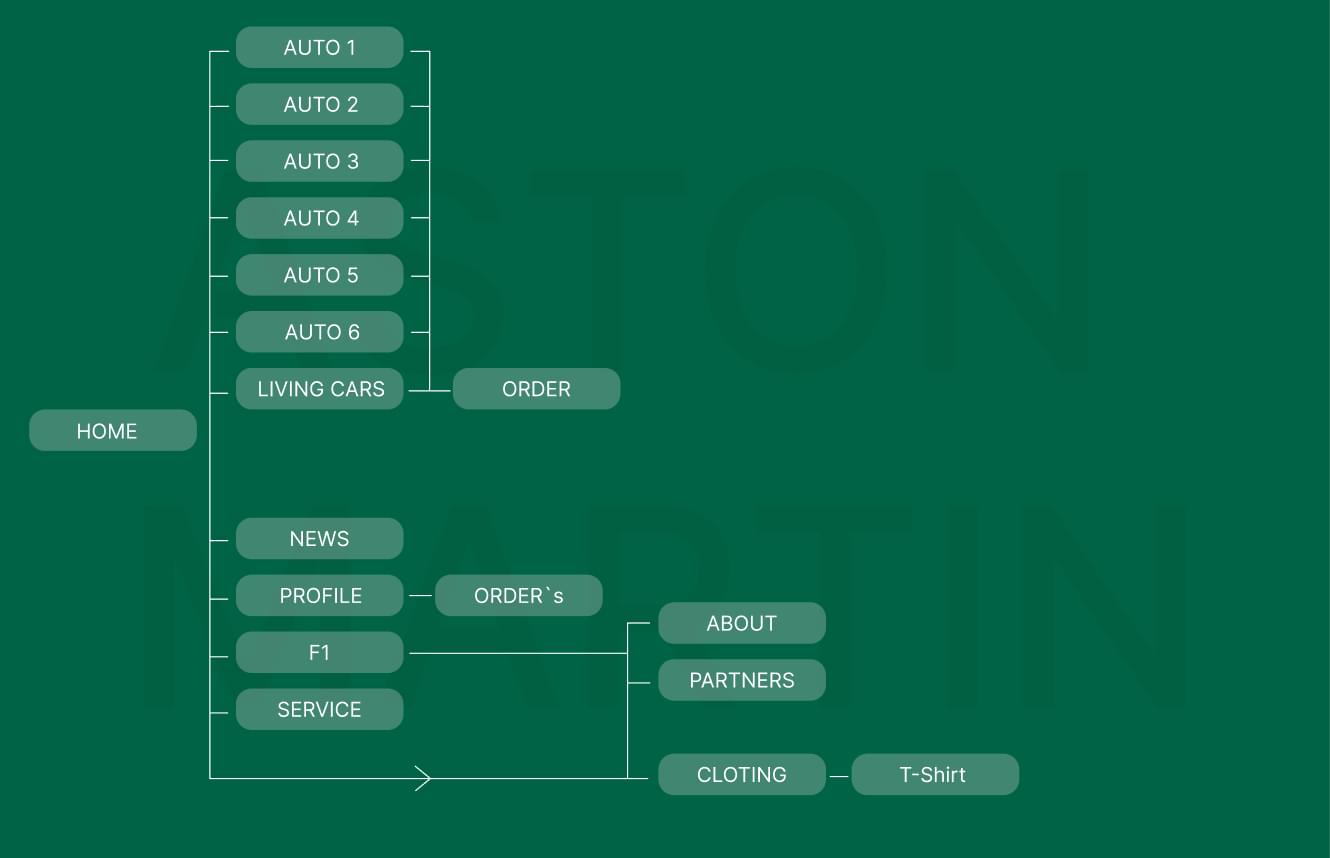 AUTO 1
AUTO 2
AUTO 3
AUTO 4
AUTO 5
AUTO 6
LIVING CARS
ORDER
HOME
NEWS
PROFILE
ORDER`s
F1
SERVICE
ABOUT
PARTNERS
CLOTING
T-Shirt
ASTON
MARTIN